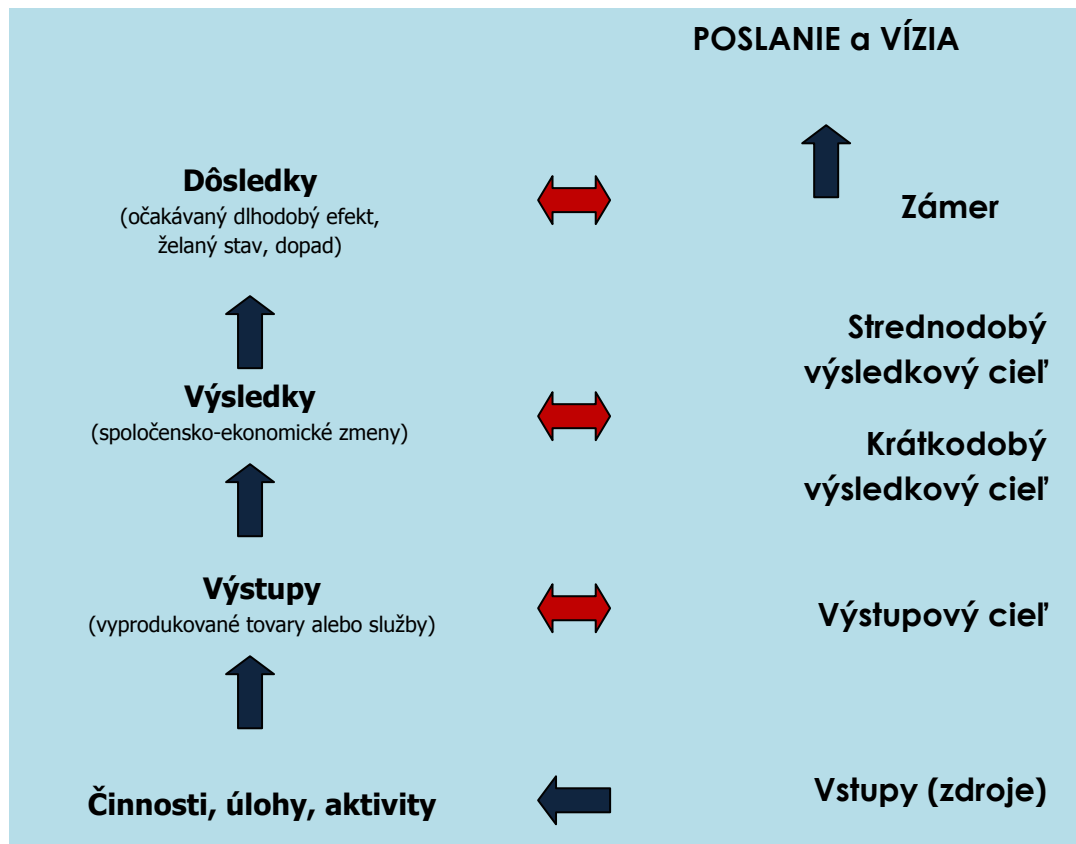 POSLANIE a VÍZIA
Dôsledky
(očakávaný dlhodobý efekt,
želaný stav, dopad)
Zámer
Strednodobý
výsledkový cieľ
Výsledky
(spoločensko-ekonomické zmeny)
Krátkodobý
výsledkový cieľ
Výstupy
(vyprodukované tovary alebo služby)
Výstupový cieľ
Činnosti, úlohy, aktivity
Vstupy (zdroje)